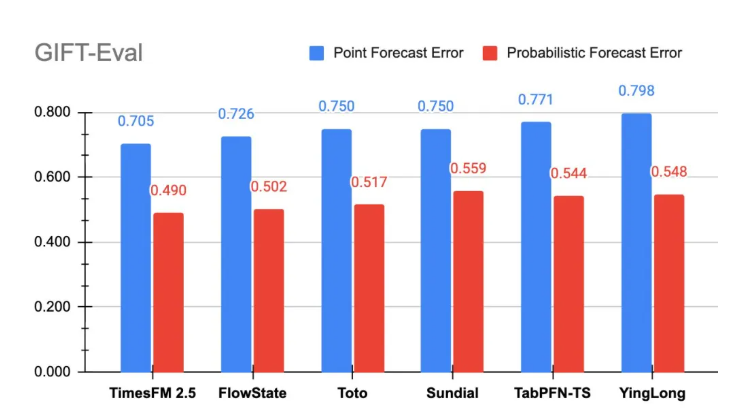 GIFT-Eval
Point Forecast Error
Probabilistic Forecast Error
0.800
0.600
0.400
0.200
0.000
0.705
0.490
0.726
0.502
0.750
0.517
0.750
0.559
0.771
0.544
0.798
0.548
TimesFM 2.5
FlowState
Toto
Sundial
TabPFN-TS
YingLong